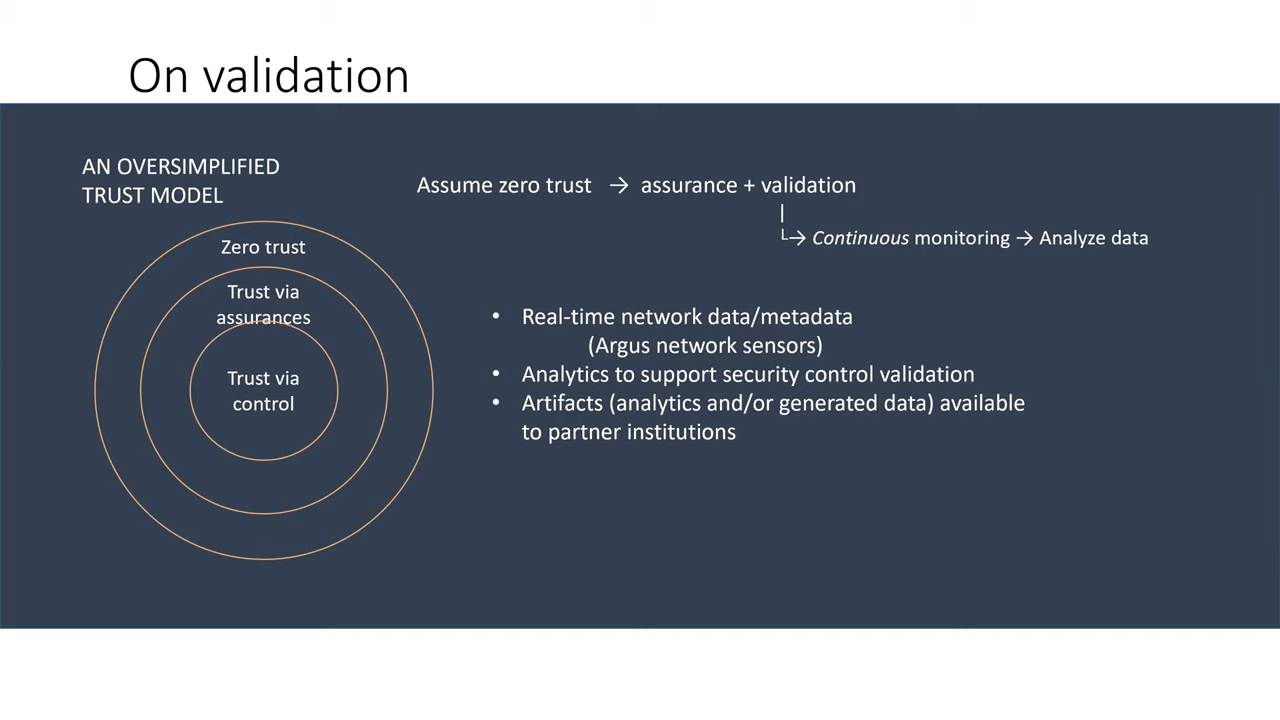 On validation
AN OVERSIMPLIFIED
TRUST MODEL
Zero trust
Trust via
assurances
Trust via
control
Assume zero trust → assurance + validation
|
└→ Continuous monitoring → Analyze data
• Real-time network data/metadata
(Argus network sensors)
• Analytics to support security control validation
• Artifacts (analytics and/or generated data) available
to partner institutions